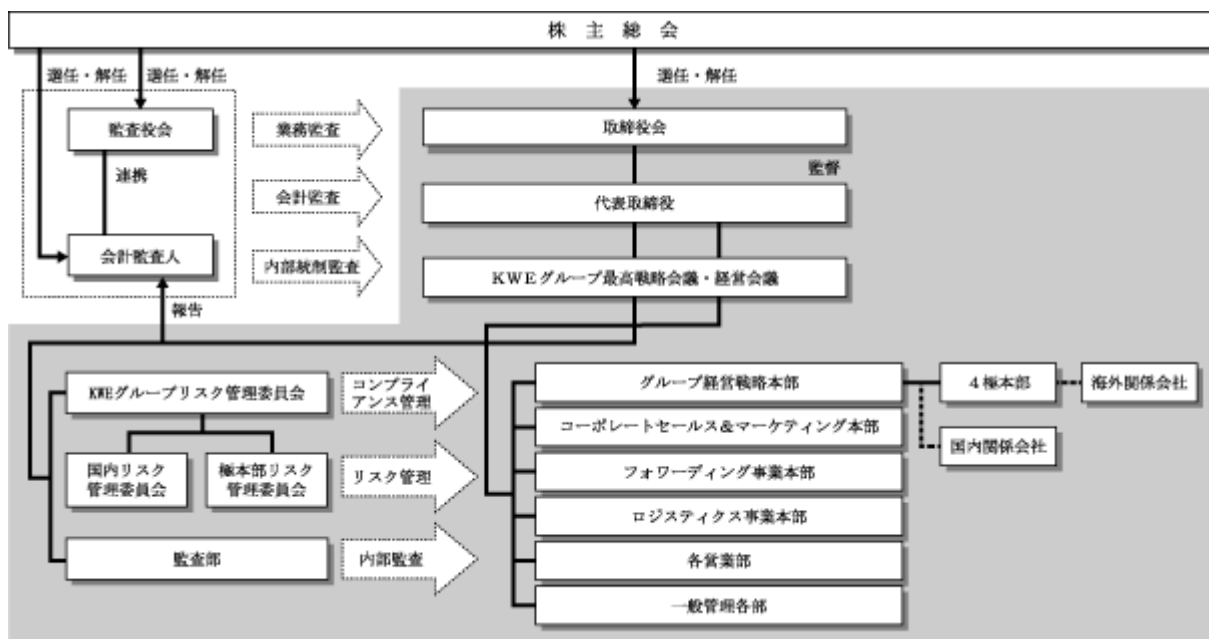 株主総会
選任・解任
選任・解任
選任・解任
監査役会
業務監査
取締役会
連携
監督
会計監査
代表取締役
会計監査人
内部統制監査
KWEグループ最高戦略会議・経営会議
報告
KWEグループリスク管理委員会
コンプライ
アンス管理
グループ経営戦略本部
4極本部
海外関係会社
コーポレートセールス&マーケティング本部
国内関係会社
国内リスク
管理委員会
極本部リスク
管理委員会
リスク管理
フォワーディング事業本部
ロジスティクス事業本部
監査部
内部監査
各営業部
一般管理各部